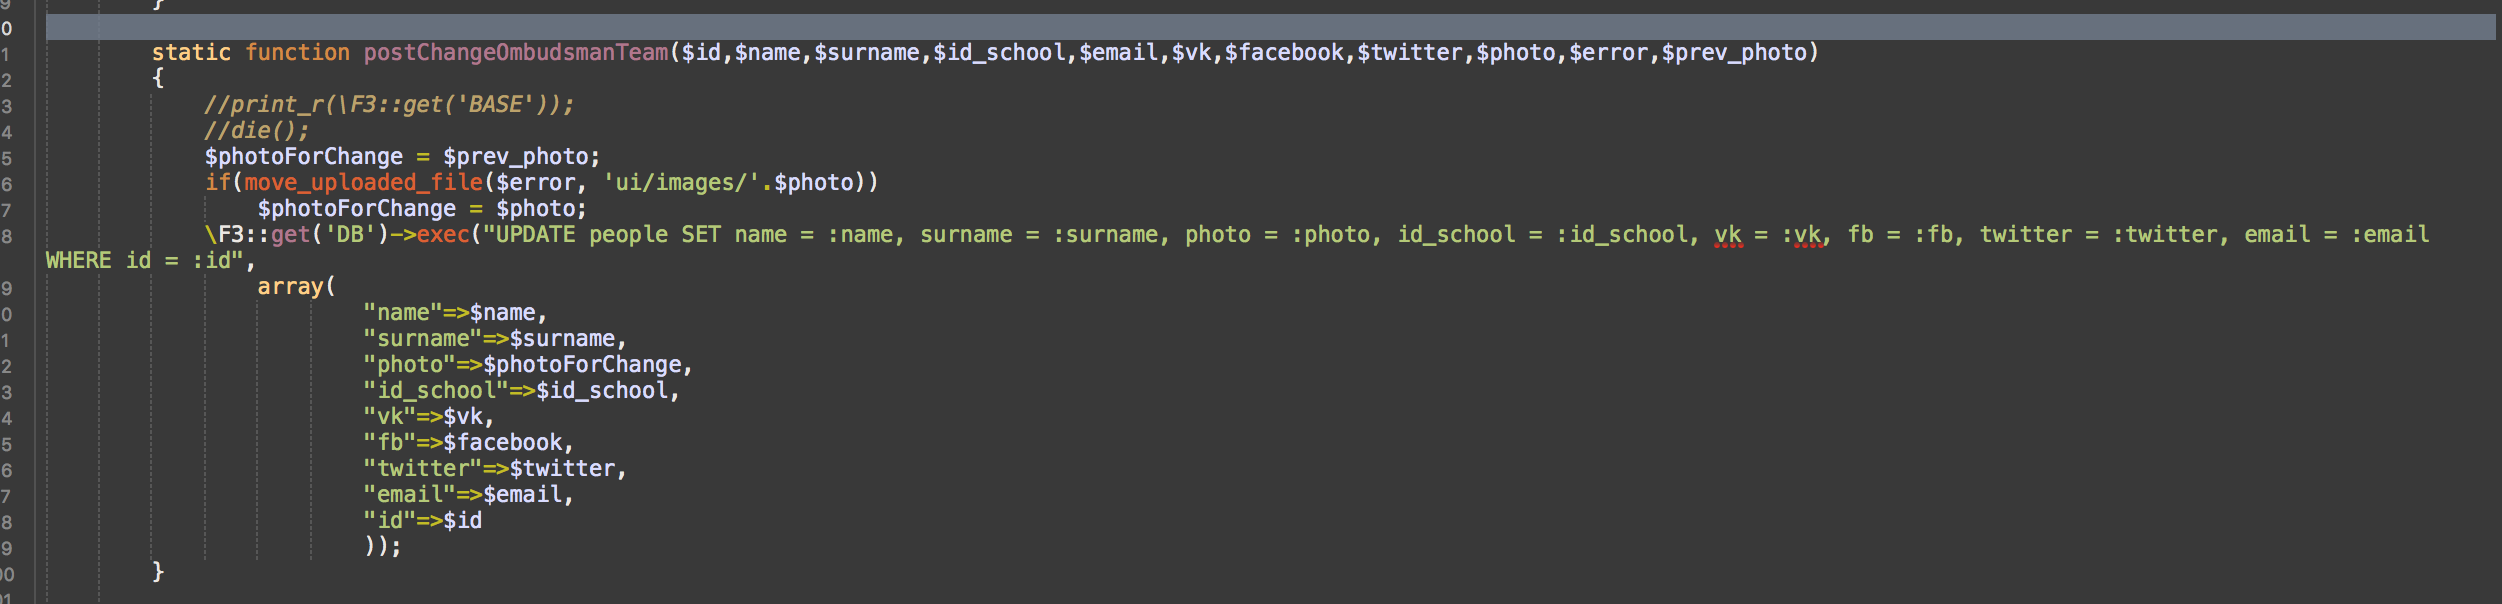 9 }
0
1 static function postChangeOmbudsmanTeam($id,$name,$surname,$id_school,$email,$vk,$facebook,$twitter,$photo,$error,$prev_photo)
2 {
3 //print_r(\F3::get('BASE'));
4 //die();
5 $photoForChange = $prev_photo;
6 if(move_uploaded_file($error, 'ui/images/'.$photo))
7 $photoForChange = $photo;
8 \F3::get('DB')->exec("UPDATE people SET name = :name, surname = :surname, photo = :photo, id_school = :id_school, vk = :vk, fb = :fb, twitter = :twitter, email = :email
WHERE id = :id",
9 array(
0 "name"=>$name,
1 "surname"=>$surname,
2 "photo"=>$photoForChange,
3 "id_school"=>$id_school,
4 "vk"=>$vk,
5 "fb"=>$facebook,
6 "twitter"=>$twitter,
7 "email"=>$email,
8 "id"=>$id
9 ));
00 }
01